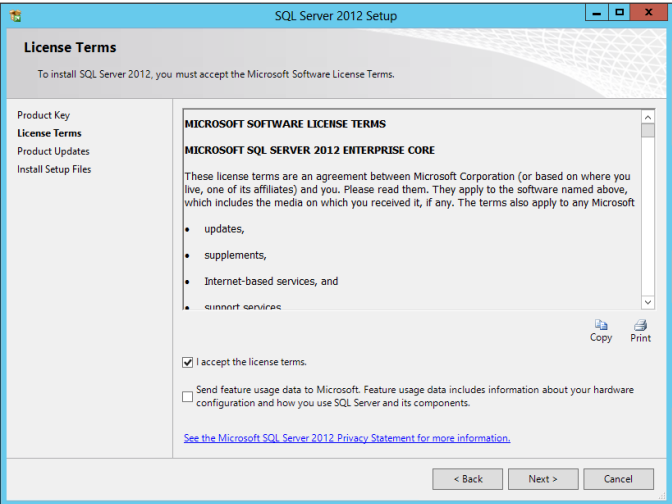 SQL Server 2012 Setup
License Terms
To install SQL Server 2012, you must accept the Microsoft Software License Terms.
Product Key
License Terms
Product Updates
Install Setup Files
MICROSOFT SOFTWARE LICENSE TERMS
MICROSOFT SQL SERVER 2012 ENTERPRISE CORE
These license terms are an agreement between Microsoft Corporation (or based on where you
live, one of its affiliates) and you. Please read them. They apply to the software named above,
which includes the media on which you received it, if any. The terms also apply to any Microsoft
• updates,
• supplements,
• Internet-based services, and
• support services
Copy Print
I accept the license terms.
Send feature usage data to Microsoft. Feature usage data includes information about your hardware
configuration and how you use SQL Server and its components.
See the Microsoft SQL Server 2012 Privacy Statement for more information.
< Back Next > Cancel